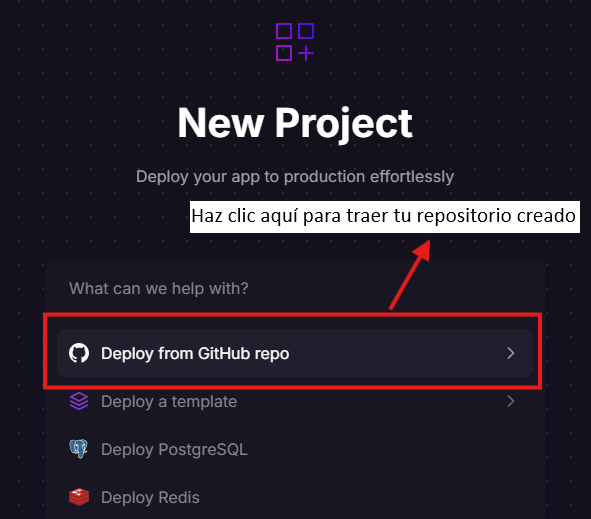 New Project
Deploy your app to production effortlessly
Haz clic aquí para traer tu repositorio creado
What can we help with?
Deploy from GitHub repo
Deploy a template
Deploy PostgreSQL
Deploy Redis